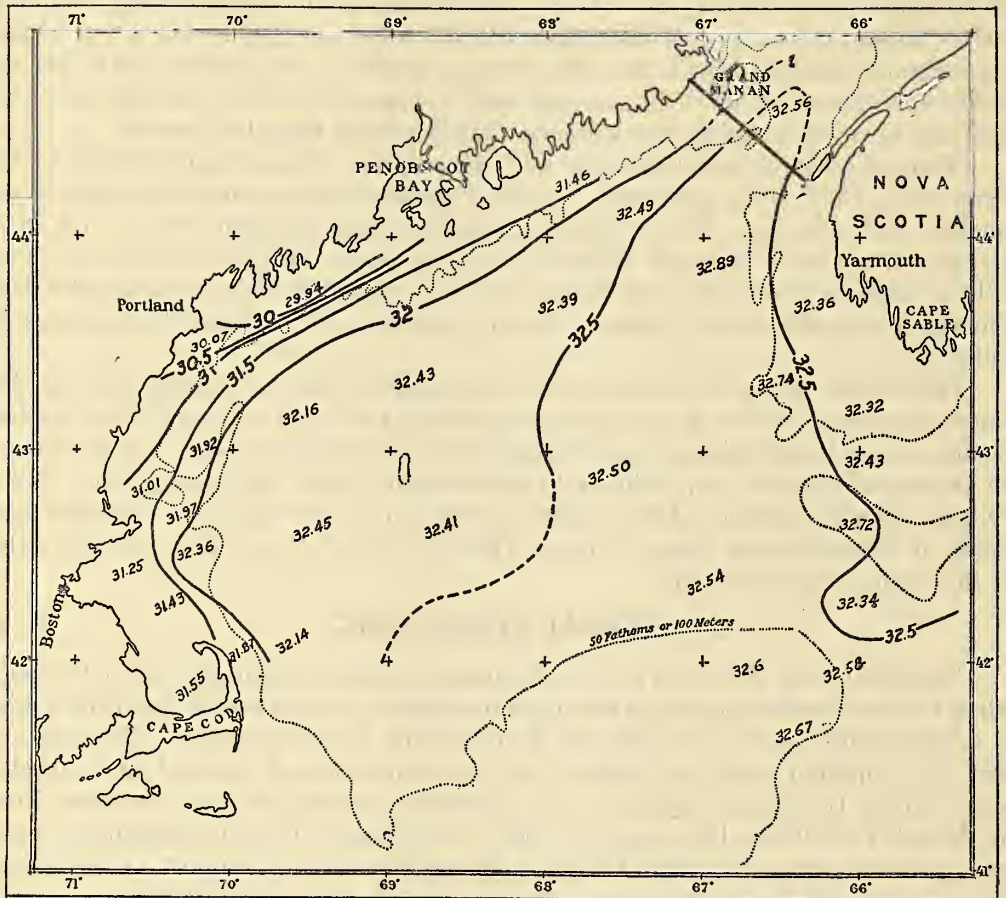 71° 70° 69° 68° 67° 66°
GRAND
MANAN
32.56
PENOBSCOT
BAY
31.46
32.49
NOVA
SCOTIA
44° 44°
32.89
Yarmouth
29.94
Portland
30
32
32.39
32.36
CAPE
SABLE
30.07
30.5
31
31.5
32.5
32.5
32.43
32.74
32.16
32.32
31.92
43° 43°
32.43
31.01
32.50
31.97
32.45
32.41
32.72
32.36
31.25
32.54
31.43
32.34
Boston
32.14
50 Fathoms or 100 Meters
32.5
31.87
42° 42°
32.6
32.58
31.55
CAPE COD
32.67
41°
71° 70° 69° 68° 67° 66°